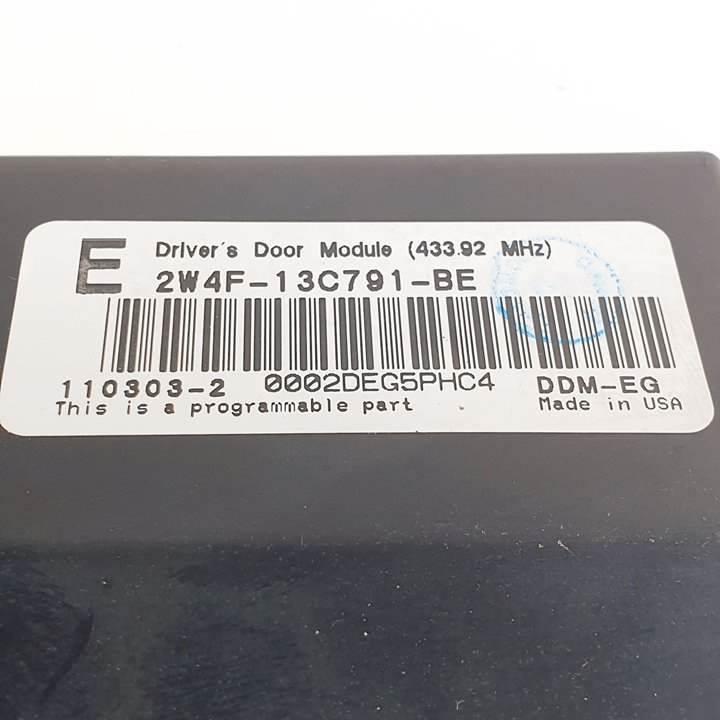 E
Driver's Door Module (433.92 MHz)
2W4F-13C791-BE
110303-2 0002DEG5PHC4 DDM-EG
This is a programmable part Made in USA